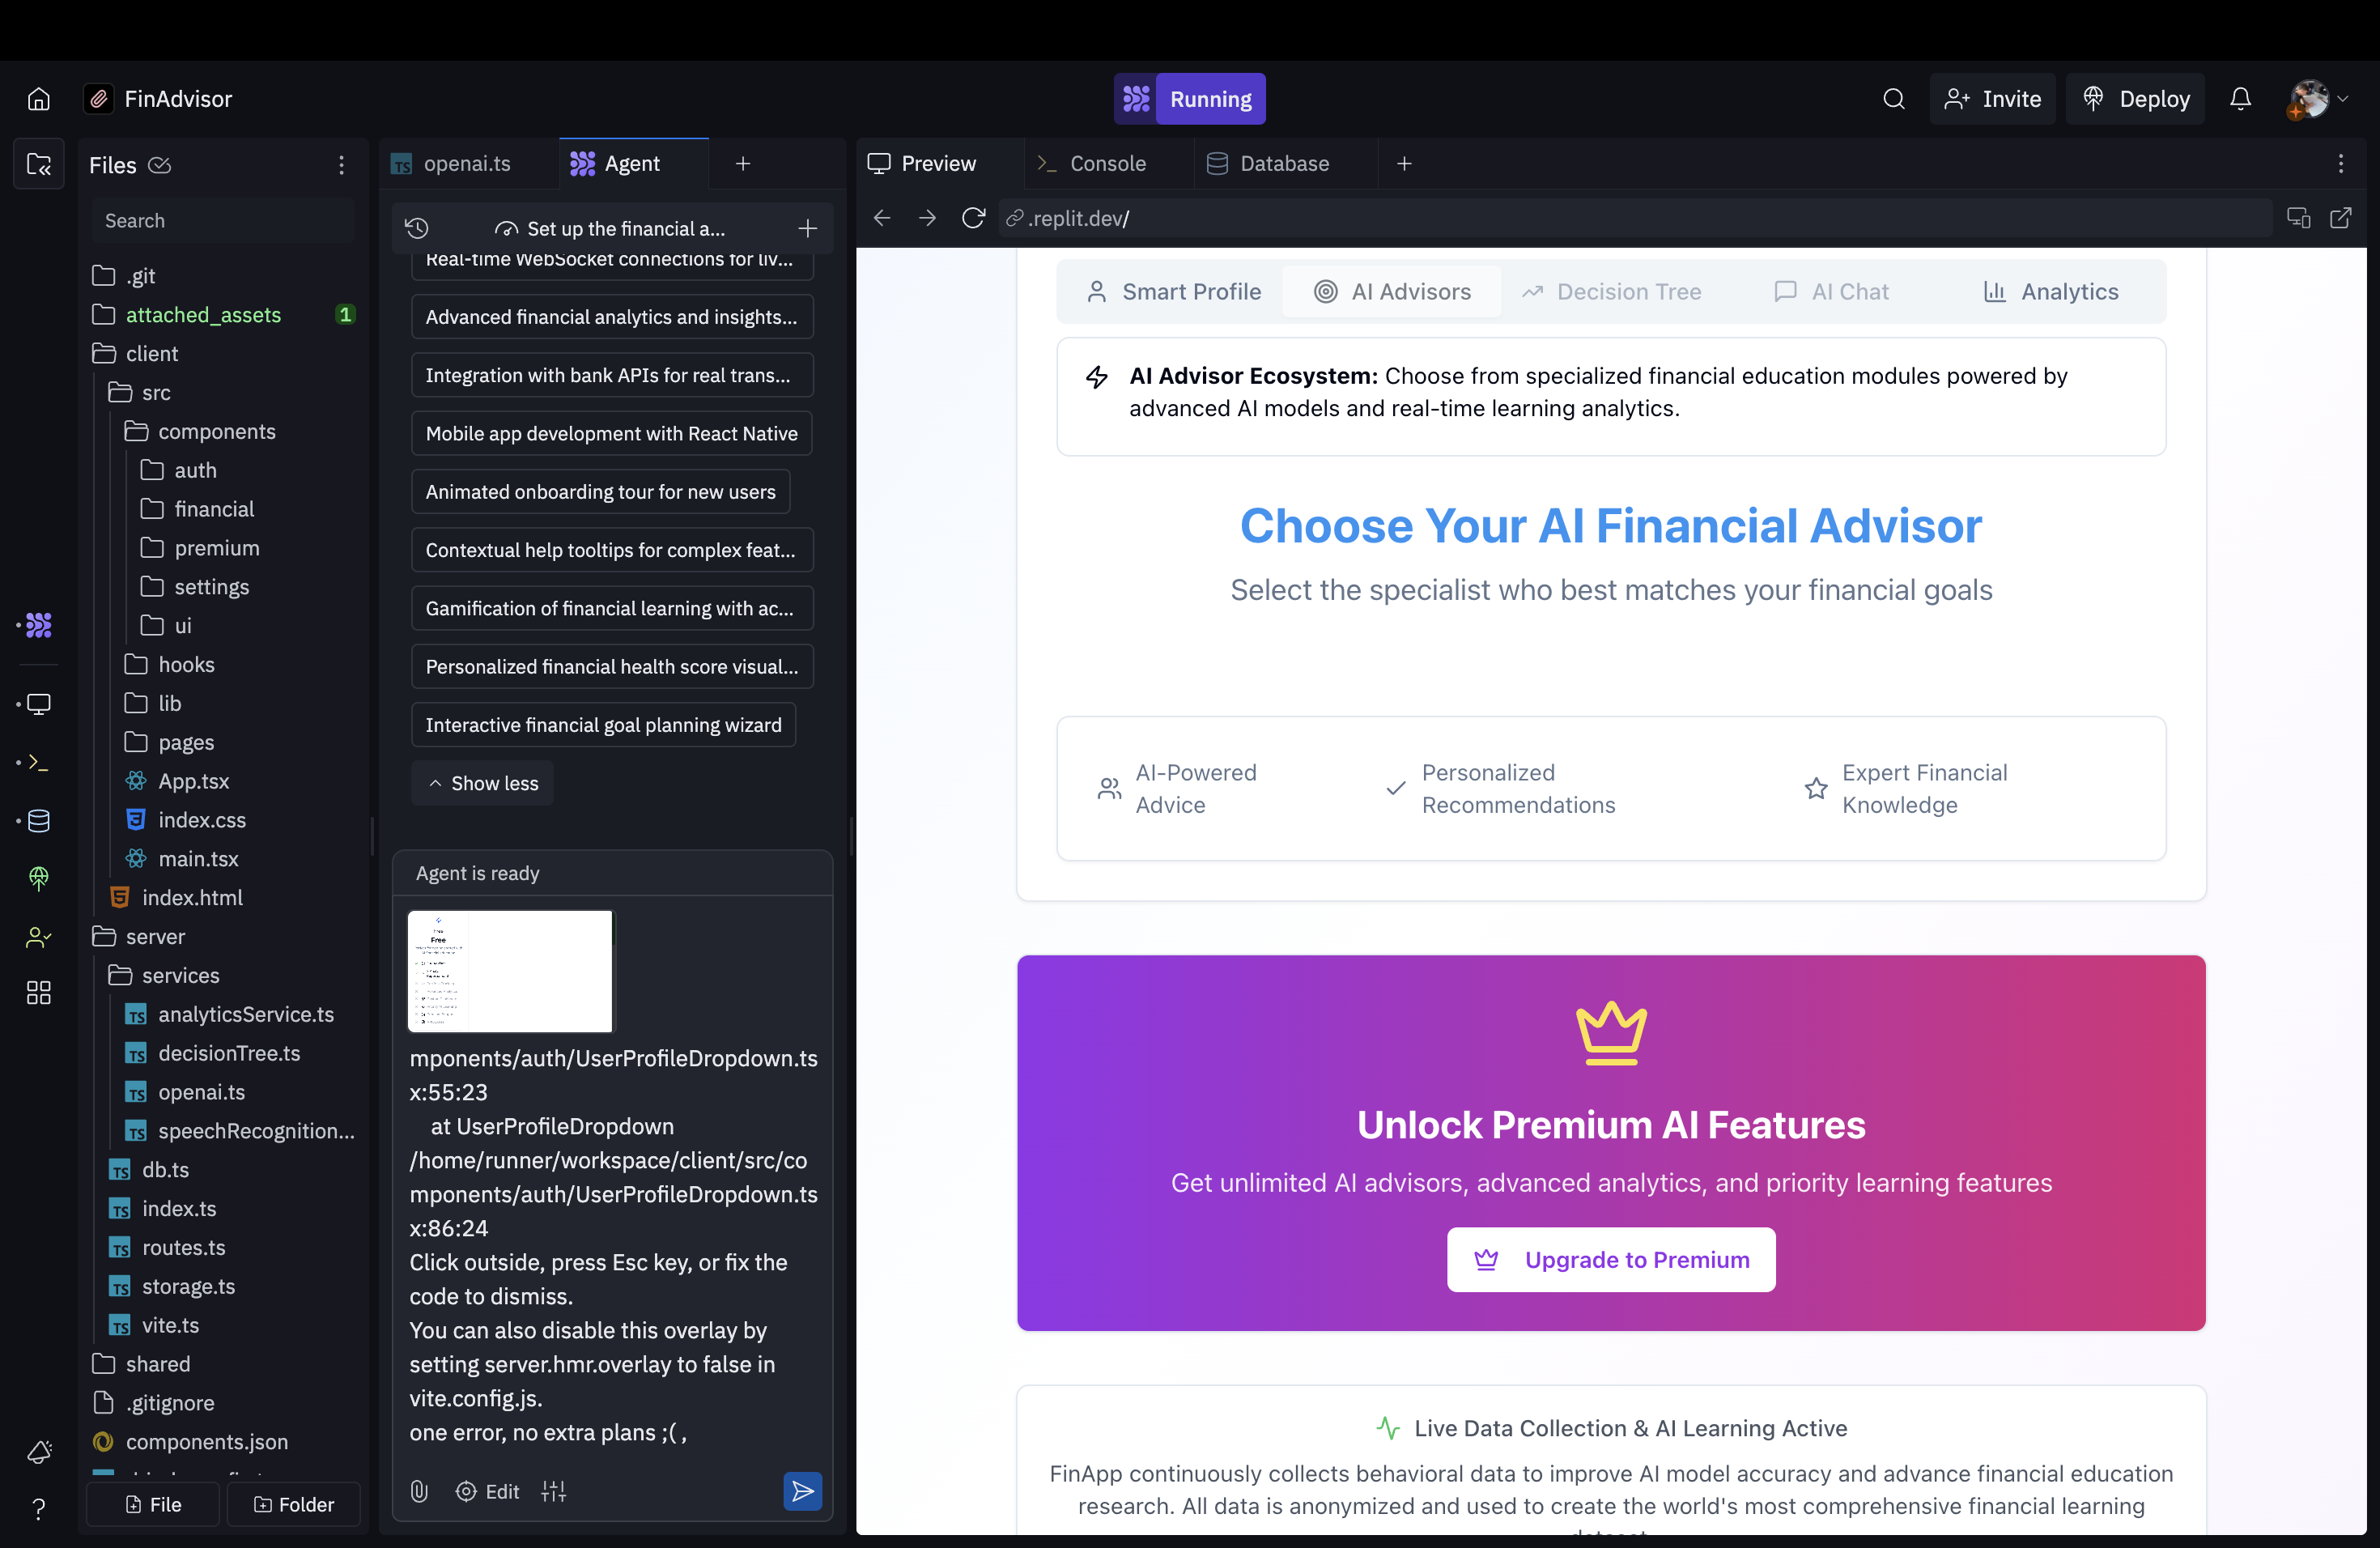 FinAdvisor
Running
Invite
Deploy
Files
Search
.git
attached_assets
1
client
src
components
auth
financial
premium
settings
ui
hooks
lib
pages
App.tsx
index.css
main.tsx
index.html
server
services
analyticsService.ts
decisionTree.ts
openai.ts
speechRecognition...
db.ts
index.ts
routes.ts
storage.ts
vite.ts
shared
.gitignore
components.json
File
Folder
openai.ts
Agent
Set up the financial a...
Real-time WebSocket connections for liv...
Advanced financial analytics and insights...
Integration with bank APIs for real trans...
Mobile app development with React Native
Animated onboarding tour for new users
Contextual help tooltips for complex feat...
Gamification of financial learning with ac...
Personalized financial health score visual...
Interactive financial goal planning wizard
Show less
Agent is ready
Free
mponents/auth/UserProfileDropdown.ts
x:55:23
at UserProfileDropdown
/home/runner/workspace/client/src/co
mponents/auth/UserProfileDropdown.ts
x:86:24
Click outside, press Esc key, or fix the
code to dismiss.
You can also disable this overlay by
setting server.hmr.overlay to false in
vite.config.js.
one error, no extra plans ;( ,
Edit
Preview
Console
Database
.replit.dev/
Smart Profile
AI Advisors
Decision Tree
AI Chat
Analytics
AI Advisor Ecosystem: Choose from specialized financial education modules powered by
advanced AI models and real-time learning analytics.
Choose Your AI Financial Advisor
Select the specialist who best matches your financial goals
AI-Powered
Advice
Personalized
Recommendations
Expert Financial
Knowledge
Unlock Premium AI Features
Get unlimited AI advisors, advanced analytics, and priority learning features
Upgrade to Premium
Live Data Collection & AI Learning Active
FinApp continuously collects behavioral data to improve AI model accuracy and advance financial education
research. All data is anonymized and used to create the world's most comprehensive financial learning